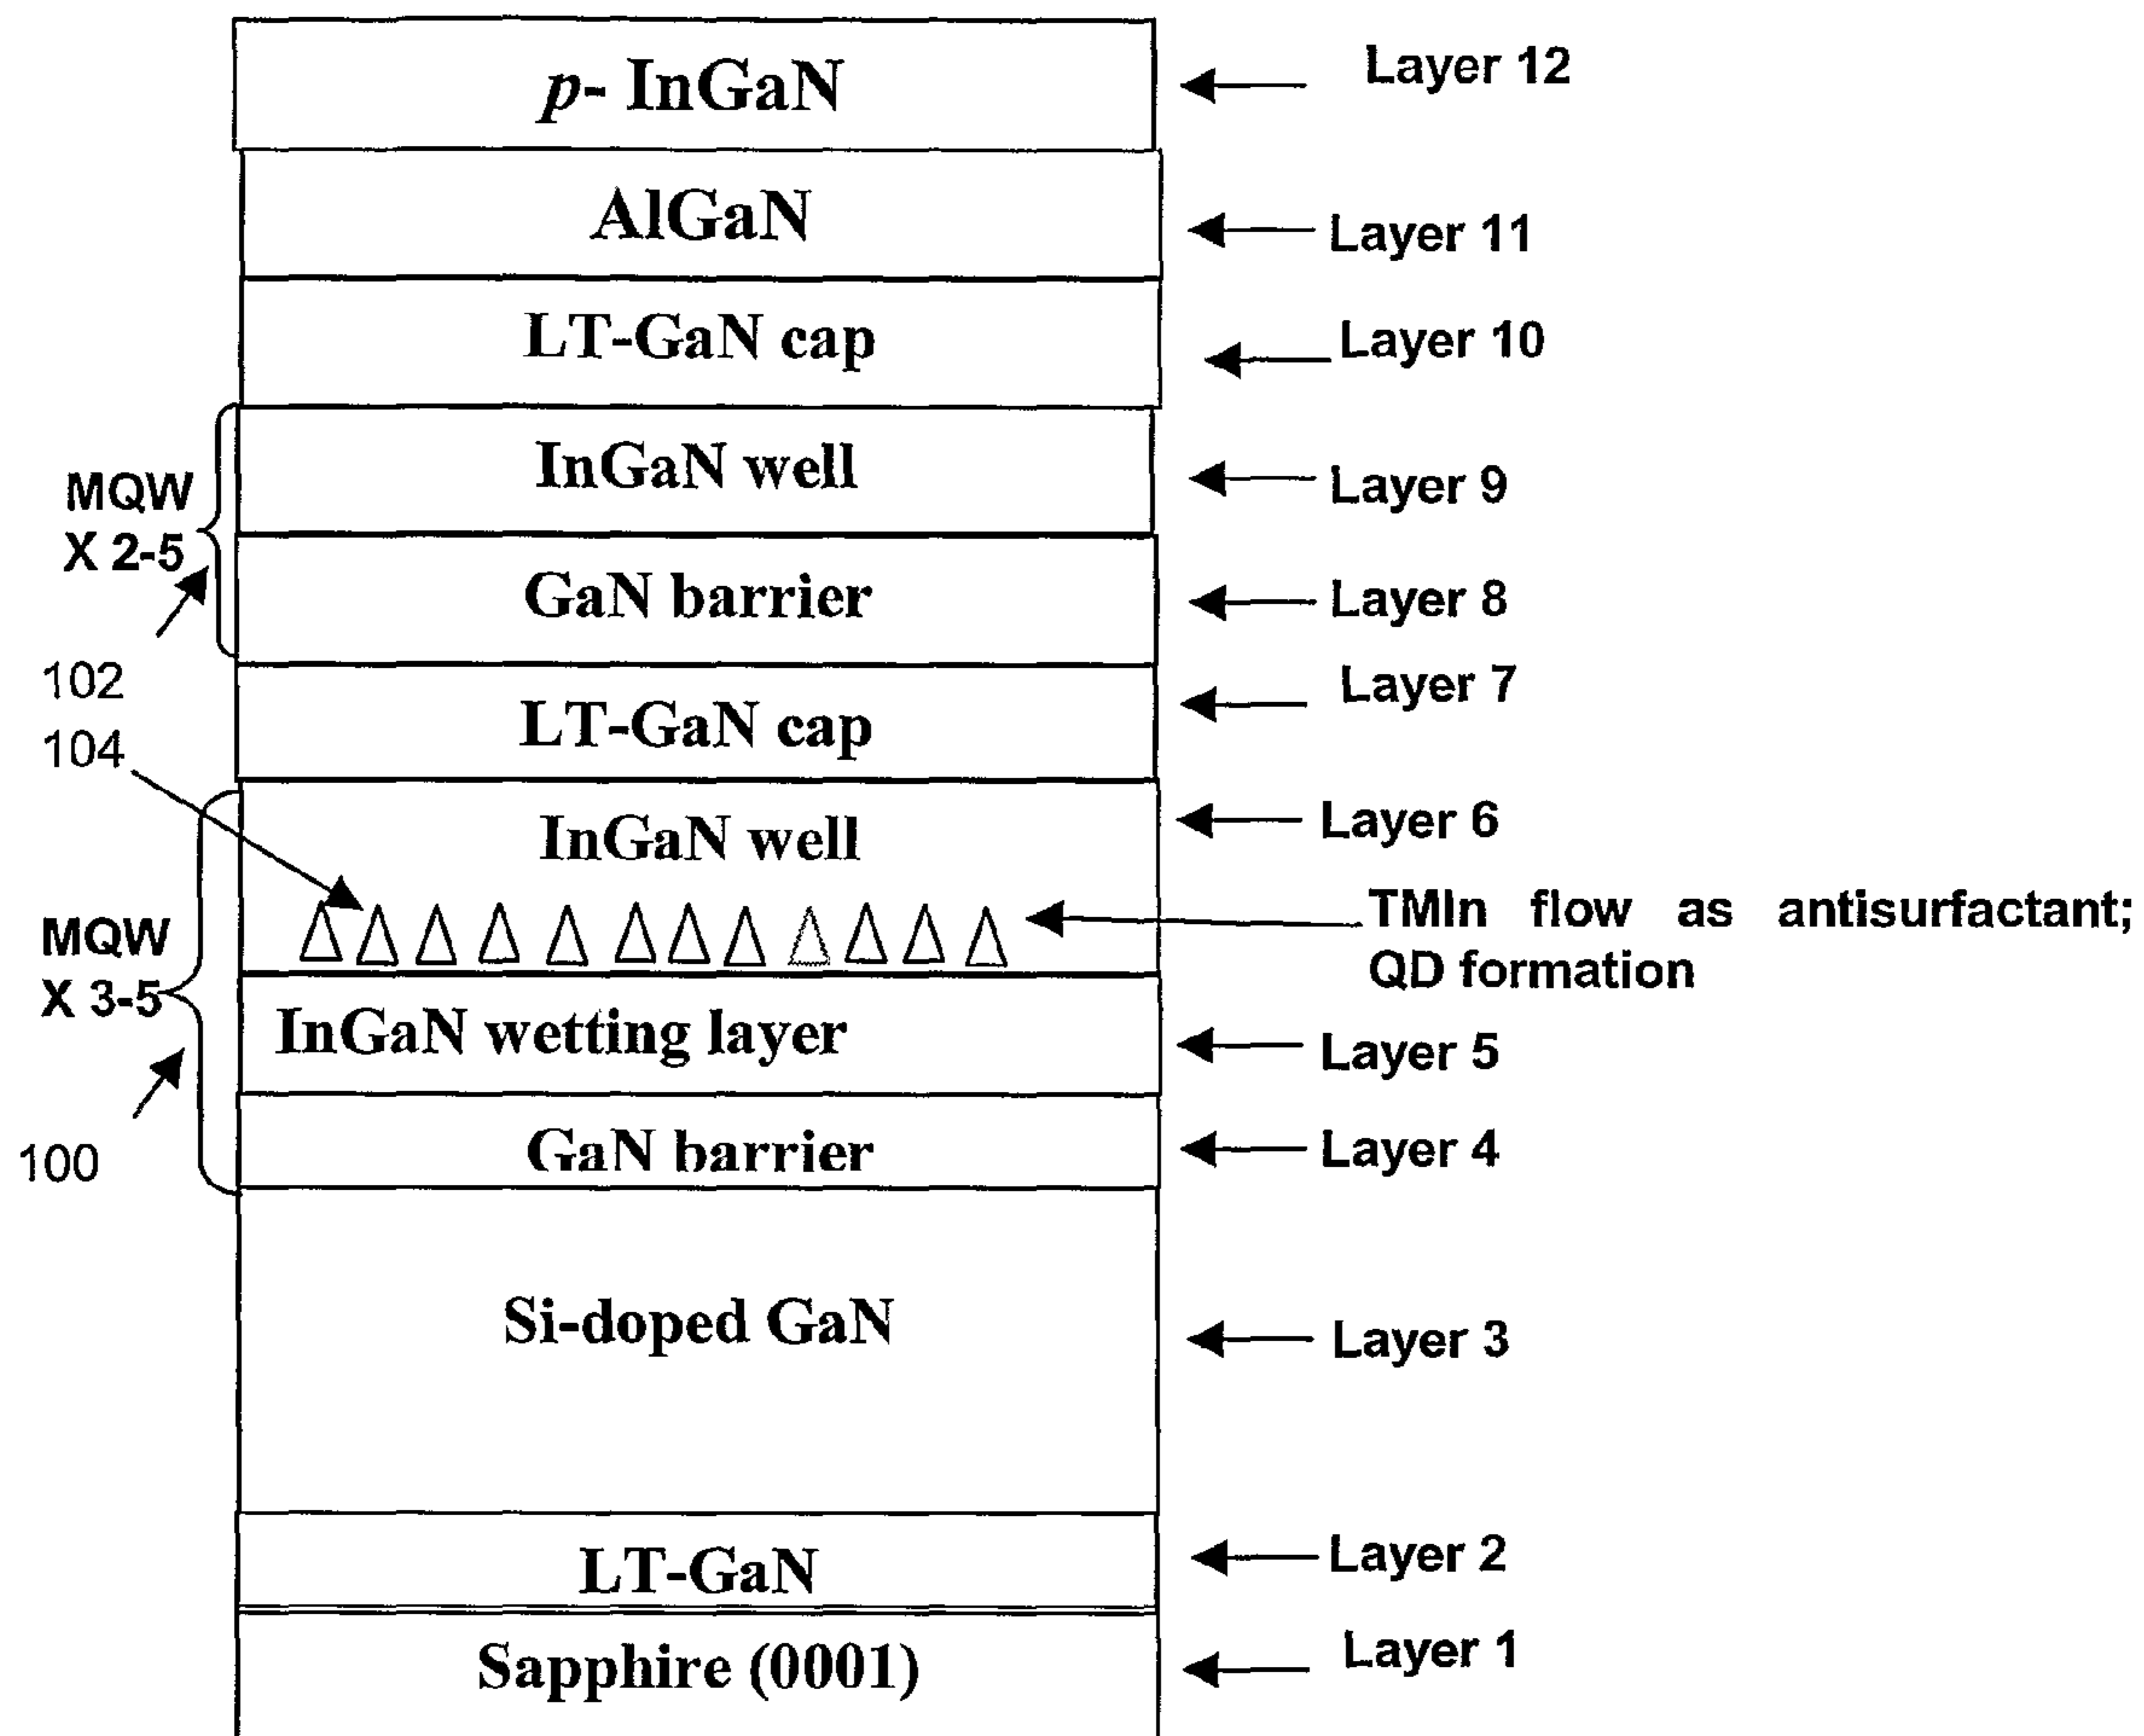 p- InGaN
Layer 12
AlGaN
Layer 11
LT-GaN cap
Layer 10
InGaN well
Layer 9
MQW
X 2-5
GaN barrier
Layer 8
102
LT-GaN cap
Layer 7
104
InGaN well
Layer 6
TMIn flow as antisurfactant;
QD formation
MQW
X 3-5
InGaN wetting layer
Layer 5
GaN barrier
Layer 4
100
Si-doped GaN
Layer 3
LT-GaN
Layer 2
Sapphire (0001)
Layer 1